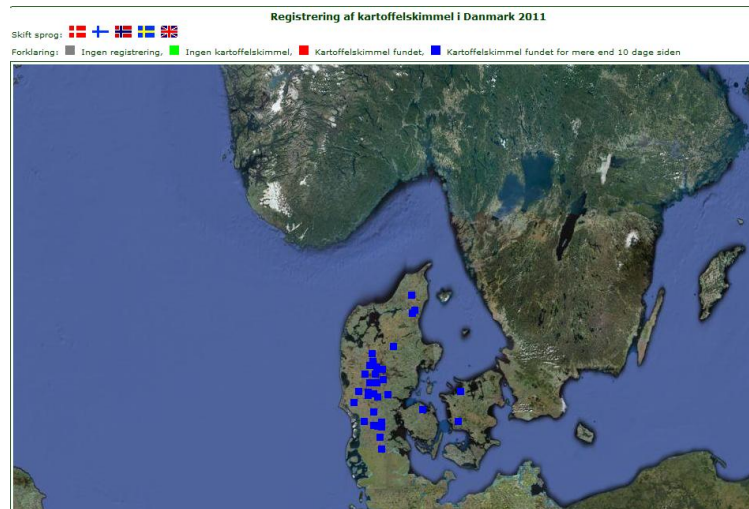 Registrering af kartoffelskimmel i Danmark 2011
Skift sprog:
Forklaring: Ingen registrering, Ingen kartoffelskimmel, Kartoffelskimmel fundet, Kartoffelskimmel fundet for mere end 10 dage siden